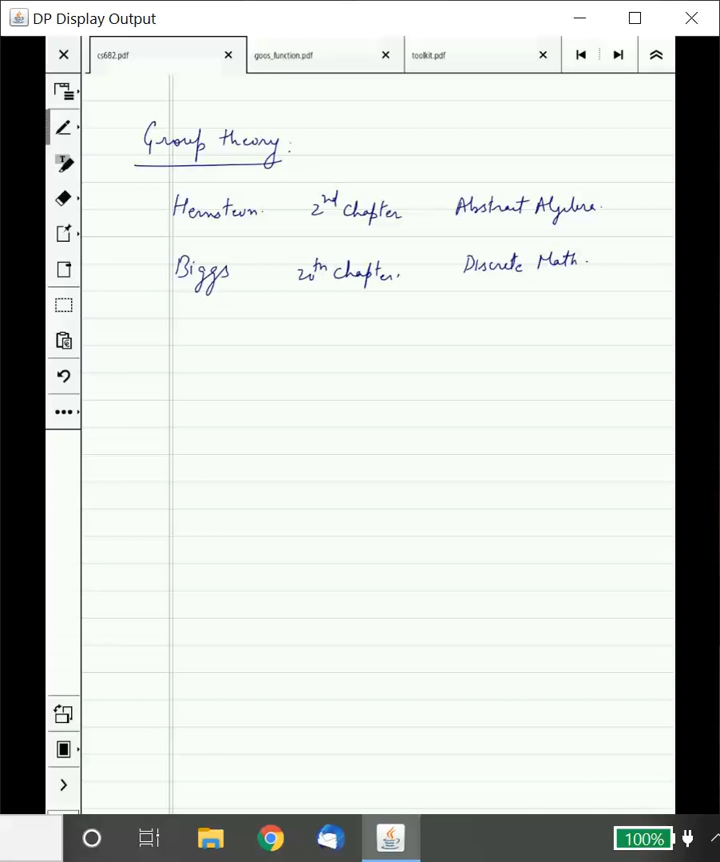 DP Display Output
cs682.pdf
goos_function.pdf
toolkit.pdf
Group theory :
Hernstein. 2nd Chapter Abstract Algebra.
Biggs 20th Chapter. Discrete Math.
100%